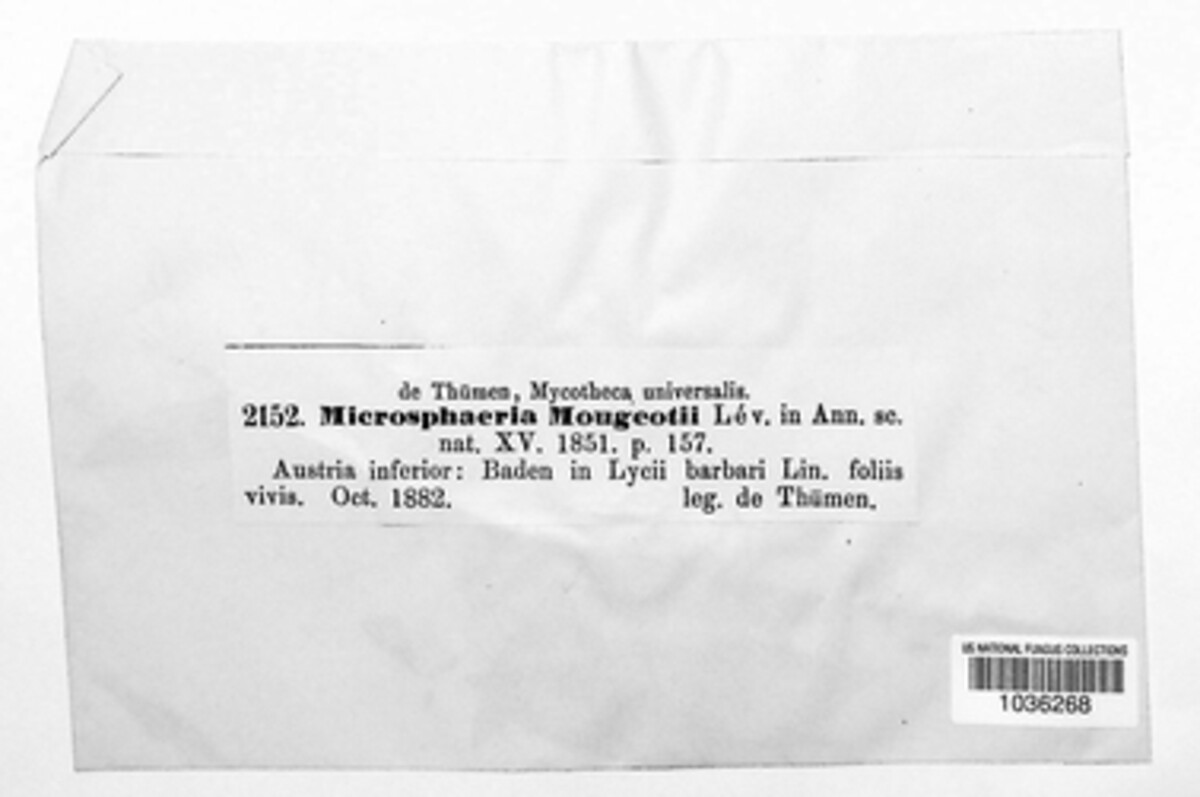 de Thümen, Mycotheca universalis.
2152. Microsphaeria Mougeotii Lév. in Ann. sc.
nat. XV. 1851. p. 157.
Austria inferior: Baden in Lycii barbari Lin. foliis
vivis. Oct. 1882. leg. de Thümen.
US NATIONAL FUNGUS COLLECTIONS
1036268